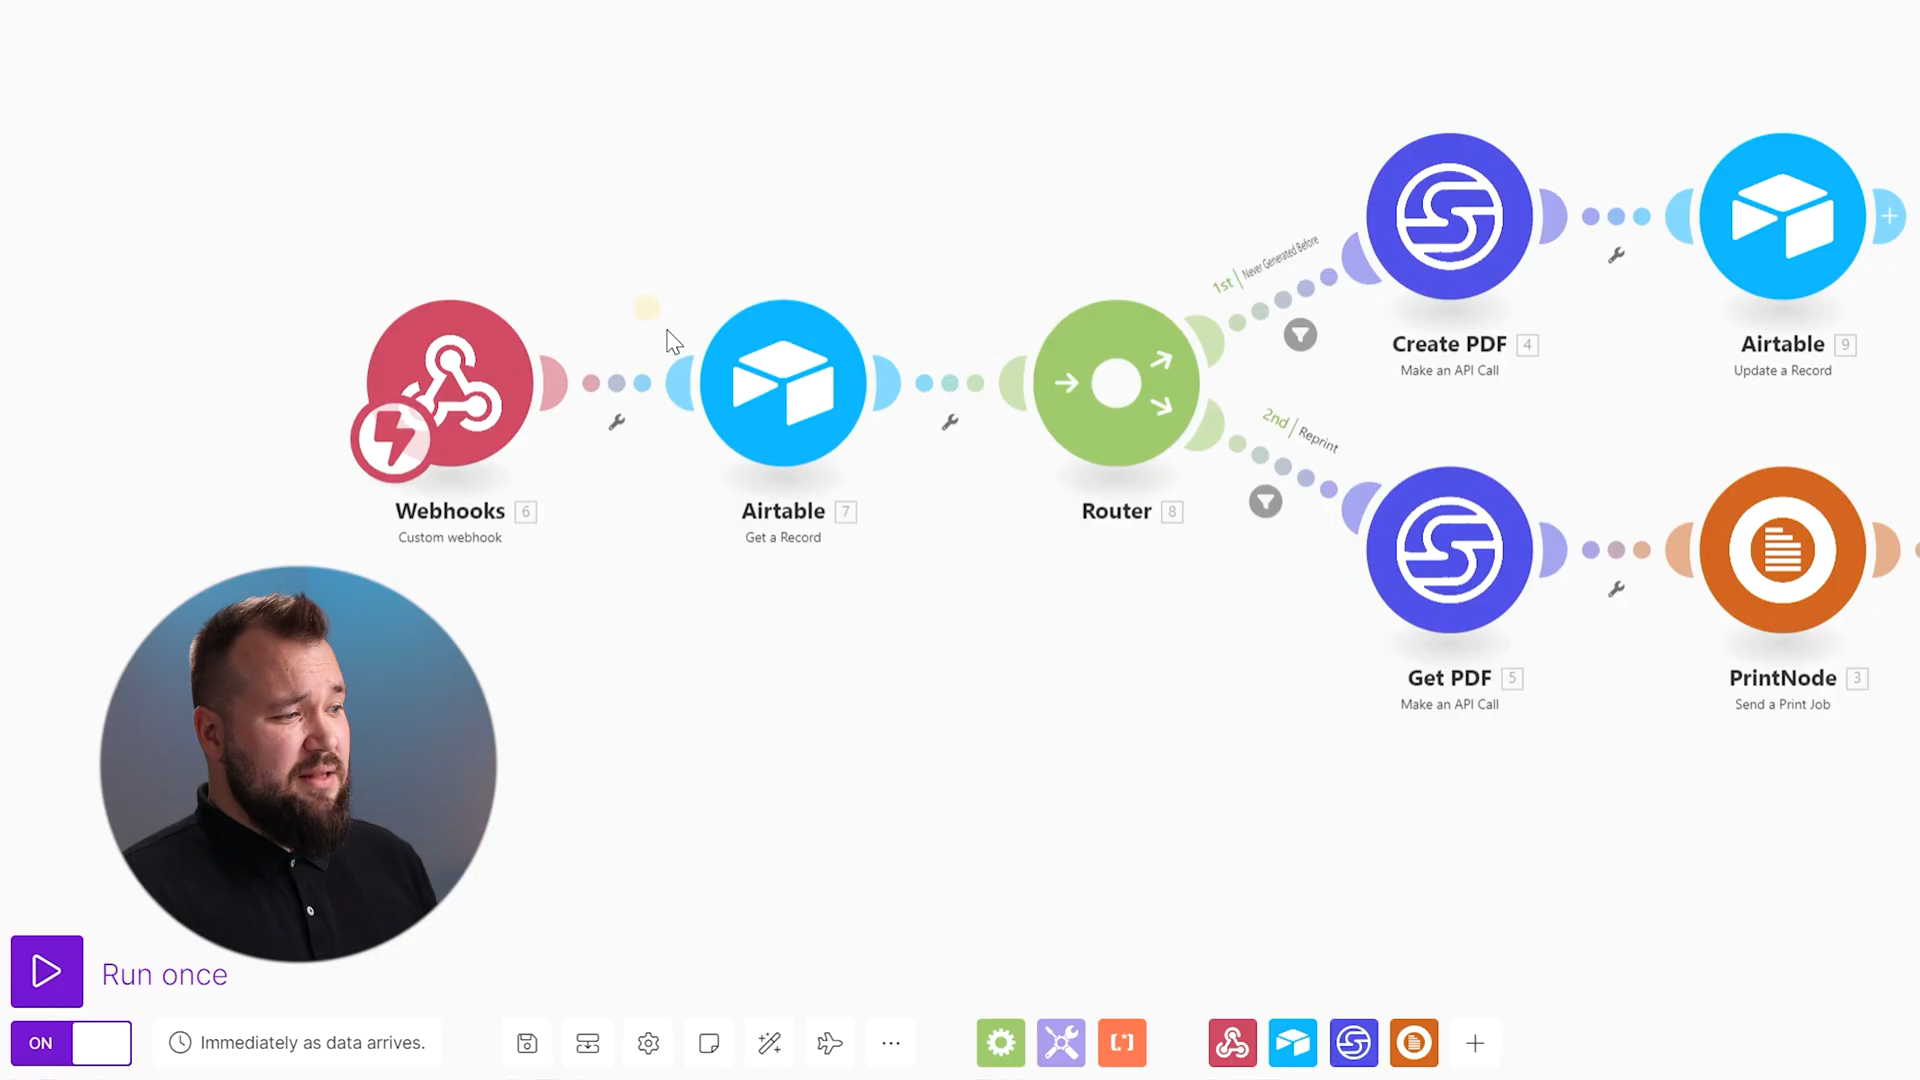 1st | Never Generated Before
Create PDF 4
Make an API Call
Airtable 9
Update a Record
2nd | Reprint
Webhooks 6
Custom webhook
Airtable 7
Get a Record
Router 8
Get PDF 5
Make an API Call
PrintNode 3
Send a Print Job
Run once
ON
Immediately as data arrives.
[.*]